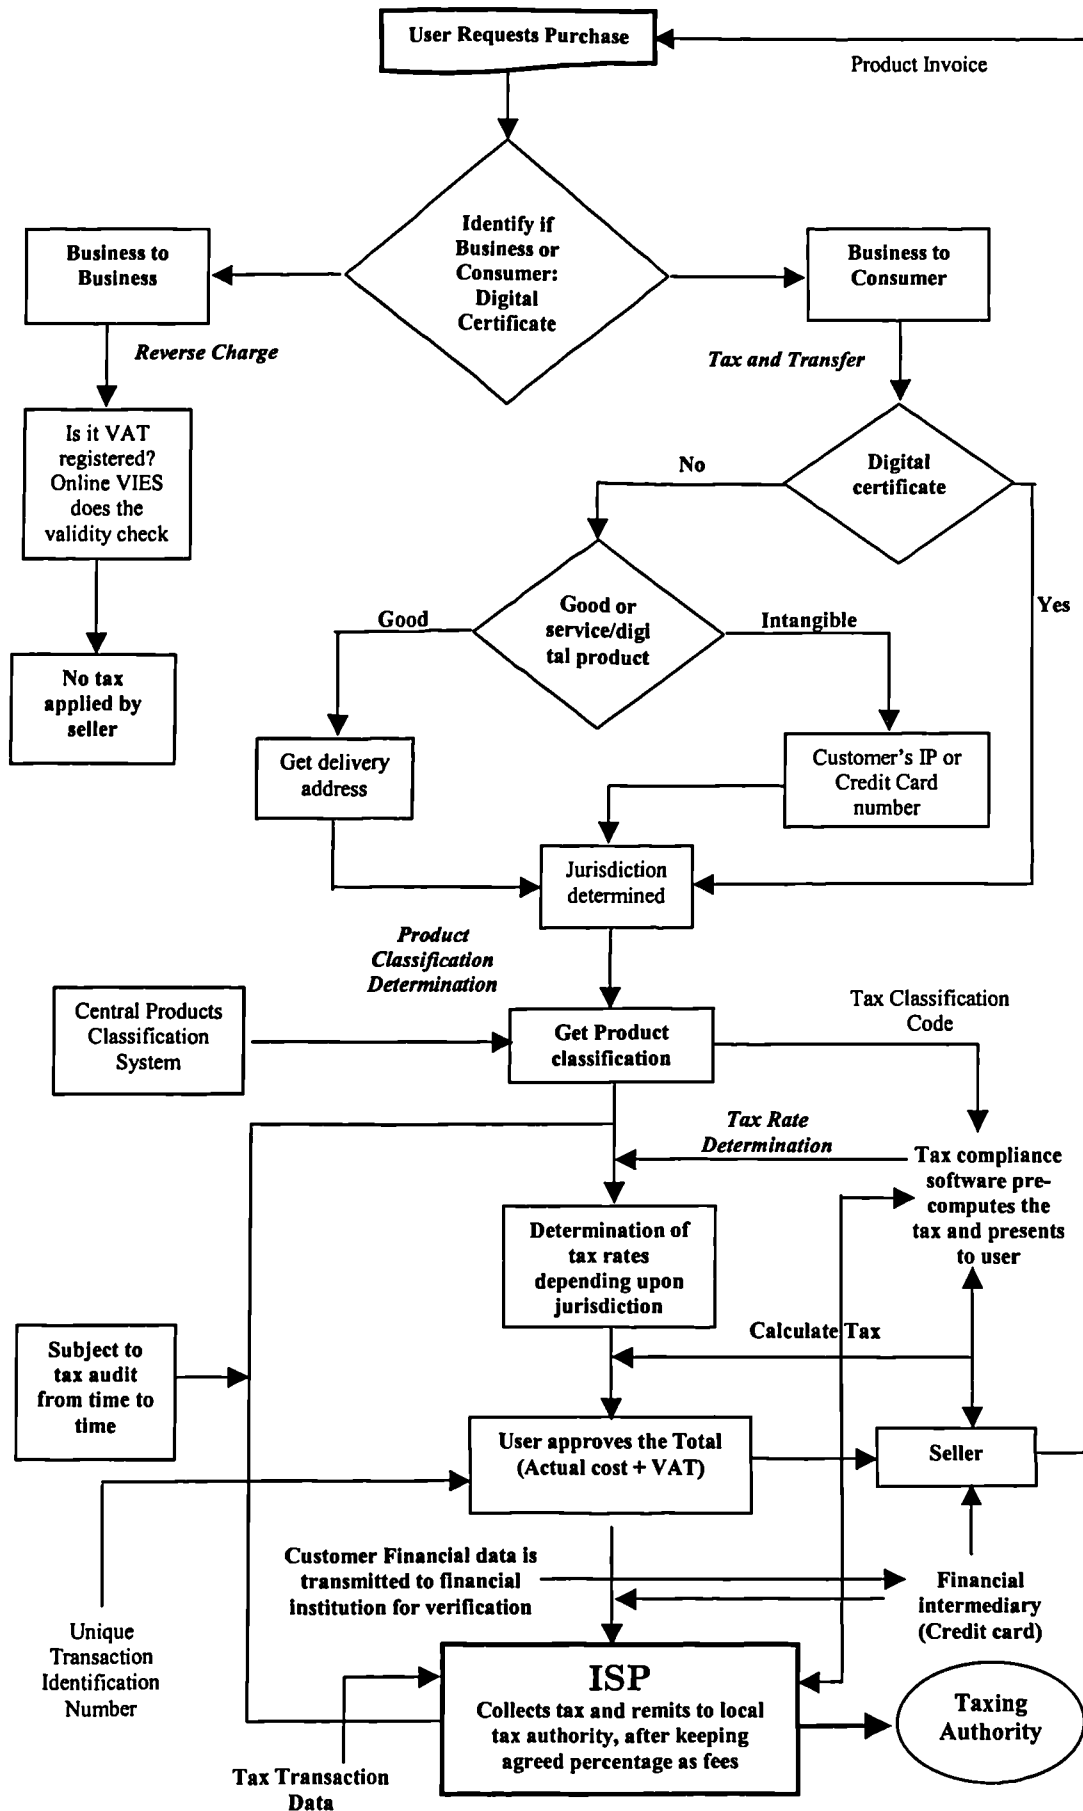 User Requests Purchase
Product Invoice
Identify if
Business or
Consumer:
Digital
Certificate
Business to
Business
Business to
Consumer
Reverse Charge
Tax and Transfer
Is it VAT
registered?
Online VIES
does the
validity check
No
Digital
certificate
Yes
Good
Good or
service/digi
tal product
Intangible
No tax
applied by
seller
Get delivery
address
Customer's IP or
Credit Card
number
Jurisdiction
determined
Product
Classification
Determination
Central Products
Classification
System
Get Product
classification
Tax Classification
Code
Tax Rate
Determination
Tax compliance
software pre-
computes the
tax and presents
to user
Determination of
tax rates
depending upon
jurisdiction
Subject to
tax audit
from time to
time
Calculate Tax
User approves the Total
(Actual cost + VAT)
Seller
Customer Financial data is
transmitted to financial
institution for verification
Financial
intermediary
(Credit card)
Unique
Transaction
Identification
Number
ISP
Collects tax and remits to local
tax authority, after keeping
agreed percentage as fees
Taxing
Authority
Tax Transaction
Data